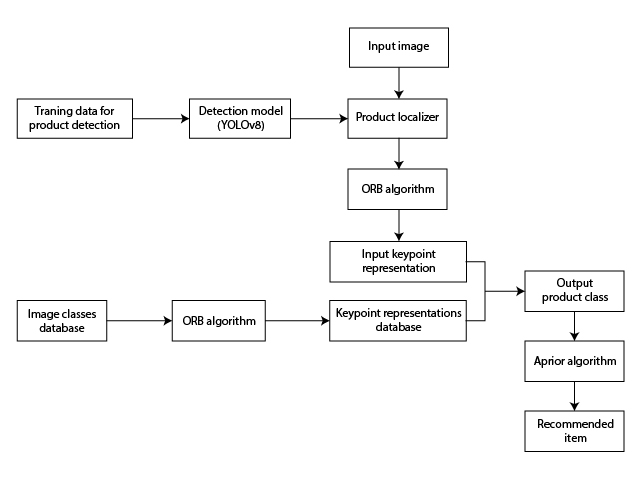 Input image
Traning data for
product detection
Detection model
(YOLOv8)
Product localizer
ORB algorithm
Input keypoint
representation
Image classes
database
ORB algorithm
Keypoint representations
database
Output
product class
Aprior algorithm
Recommended
item